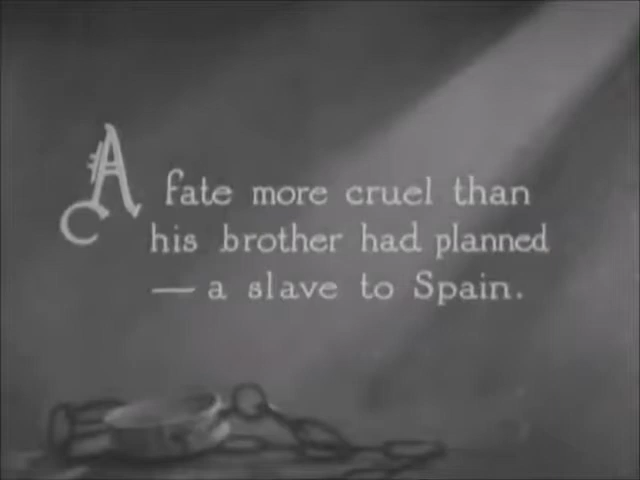 A fate more cruel than
his brother had planned
— a slave to Spain.